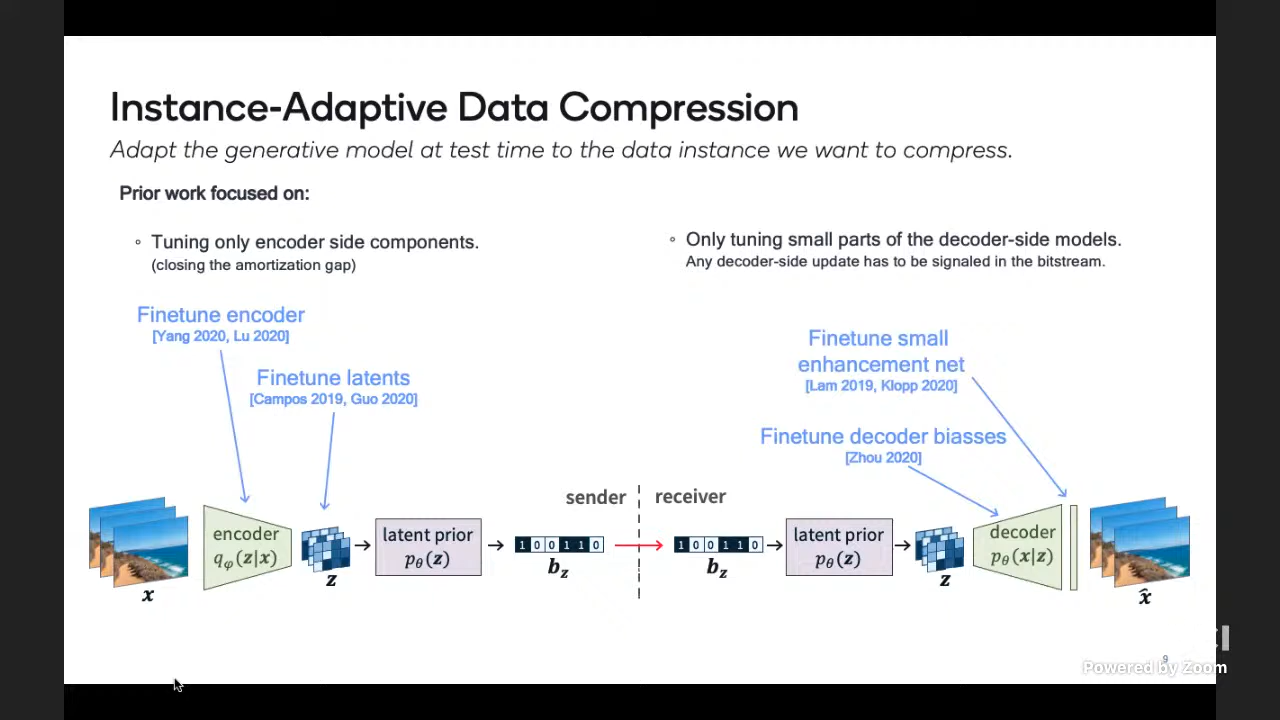 Instance-Adaptive Data Compression
Adapt the generative model at test time to the data instance we want to compress.
Prior work focused on:
◦ Tuning only encoder side components.
(closing the amortization gap)
◦ Only tuning small parts of the decoder-side models.
Any decoder-side update has to be signaled in the bitstream.
Finetune encoder
[Yang 2020, Lu 2020]
Finetune latents
[Campos 2019, Guo 2020]
Finetune small
enhancement net
[Lam 2019, Klopp 2020]
Finetune decoder biasses
[Zhou 2020]
sender
receiver
x
encoder
qφ(z|x)
z
latent prior
pθ(z)
1 0 0 1 1 0
bz
1 0 0 1 1 0
bz
latent prior
pθ(z)
z
decoder
pθ(x|z)
x̂
9
Powered by Zoom